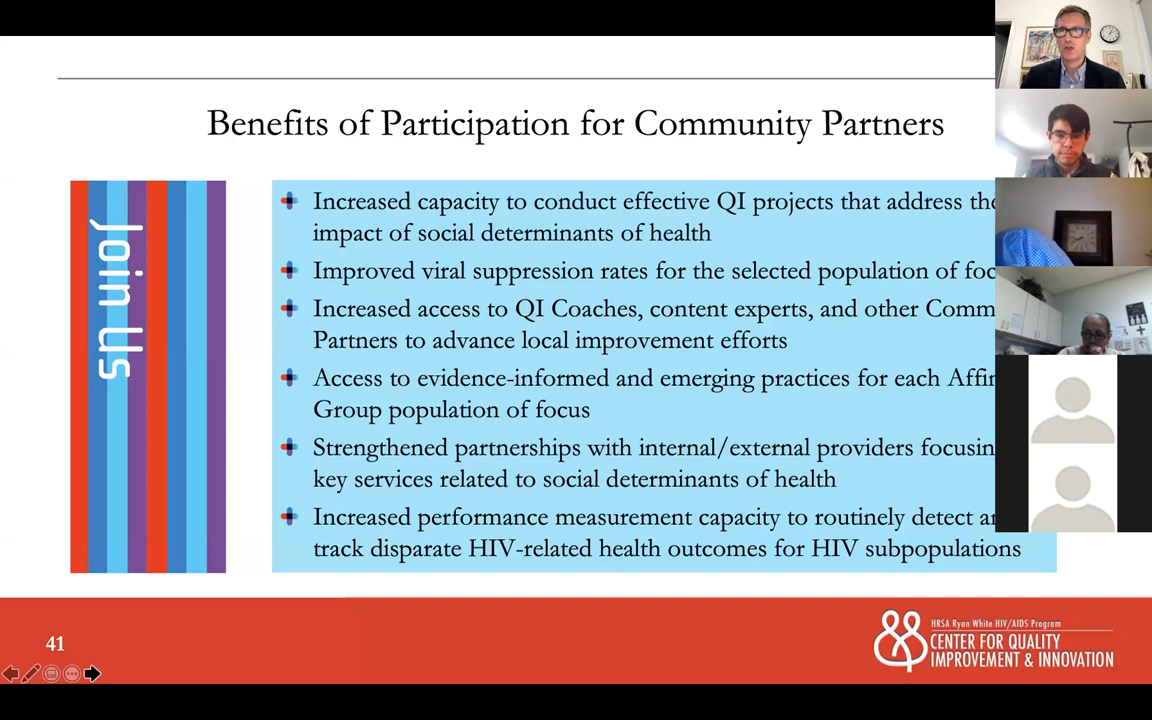 Benefits of Participation for Community Partners
Join Us
Increased capacity to conduct effective QI projects that address the
impact of social determinants of health
Improved viral suppression rates for the selected population of
Increased access to QI Coaches, content experts, and other
Partners to advance local improvement efforts
Access to evidence-informed and emerging practices for each
Group population of focus
Strengthened partnerships with internal/external providers
key services related to social determinants of health
Increased performance measurement capacity to routinely detect
track disparate HIV-related health outcomes for HIV subpopulations
41
HRSA Ryan White HIV/AIDS Program
CENTER FOR QUALITY
IMPROVEMENT & INNOVATION